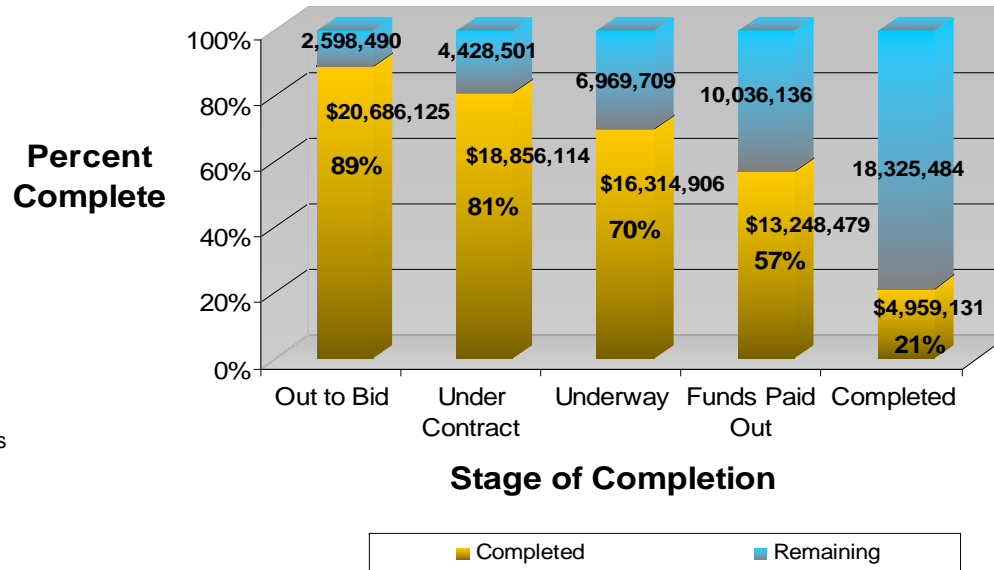 100%
80%
60%
40%
20%
0%
Percent
Complete
2,598,490
4,428,501
6,969,709
10,036,136
18,325,484
$20,686,125
89%
$18,856,114
81%
$16,314,906
70%
$13,248,479
57%
$4,959,131
21%
Out to Bid
Under
Contract
Underway
Funds Paid
Out
Completed
s
Stage of Completion
Completed
Remaining